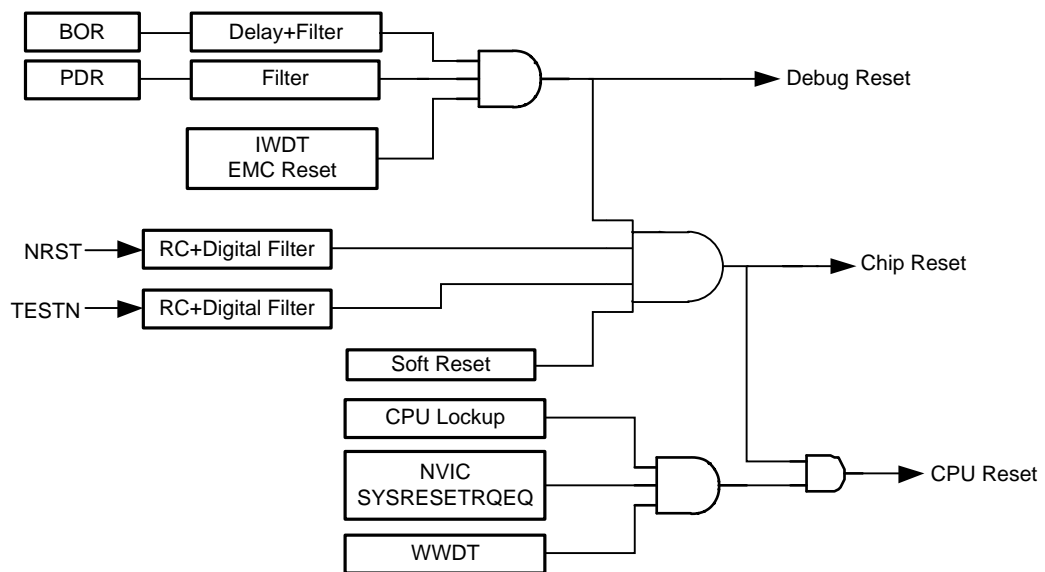 BOR
Delay+Filter
PDR
Filter
Debug Reset
IWDT
EMC Reset
NRST
RC+Digital Filter
Chip Reset
TESTN
RC+Digital Filter
Soft Reset
CPU Lockup
NVIC
SYSRESETRQEQ
CPU Reset
WWDT